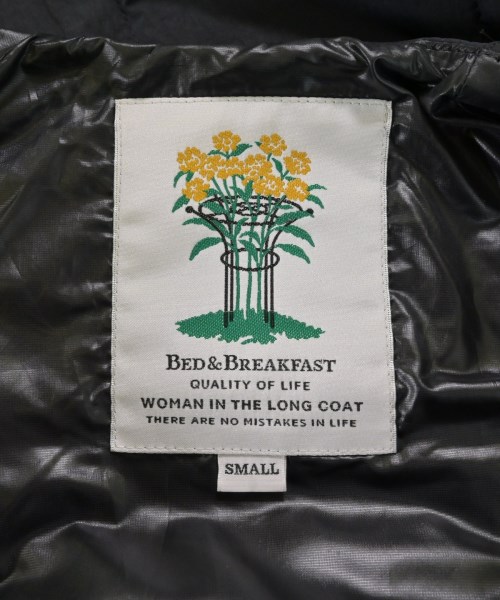 BED & BREAKFAST
QUALITY OF LIFE
WOMAN IN THE LONG COAT
THERE ARE NO MISTAKES IN LIFE
SMALL